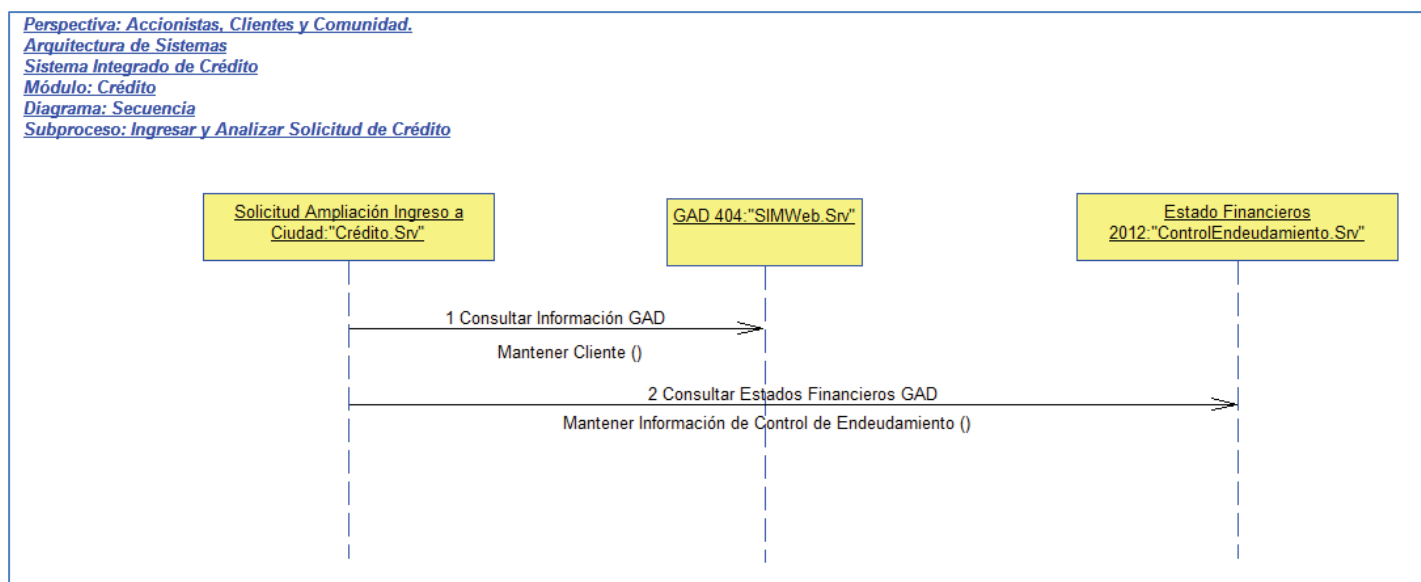 Perspectiva: Accionistas, Clientes y Comunidad.
Arquitectura de Sistemas
Sistema Integrado de Crédito
Módulo: Crédito
Diagrama: Secuencia
Subproceso: Ingresar y Analizar Solicitud de Crédito
Solicitud Ampliación Ingreso a
Ciudad:"Crédito.Srv"
GAD 404:"SIMWeb.Srv"
Estado Financieros
2012:"ControlEndeudamiento.Srv"
1 Consultar Información GAD
Mantener Cliente ()
2 Consultar Estados Financieros GAD
Mantener Información de Control de Endeudamiento ()